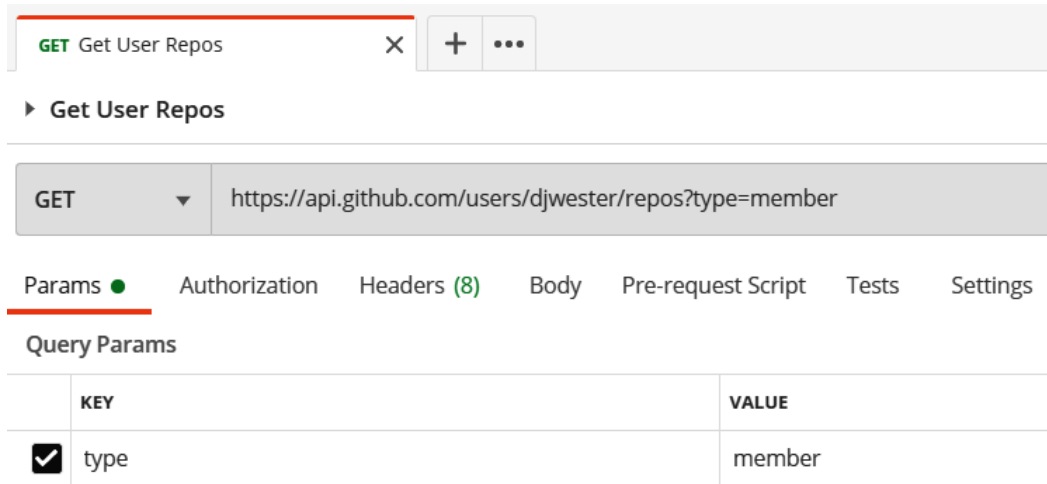 GET Get User Repos
Get User Repos
GET https://api.github.com/users/djwester/repos?type=member
Params Authorization Headers (8) Body Pre-request Script Tests Settings
Query Params
KEY VALUE
type member